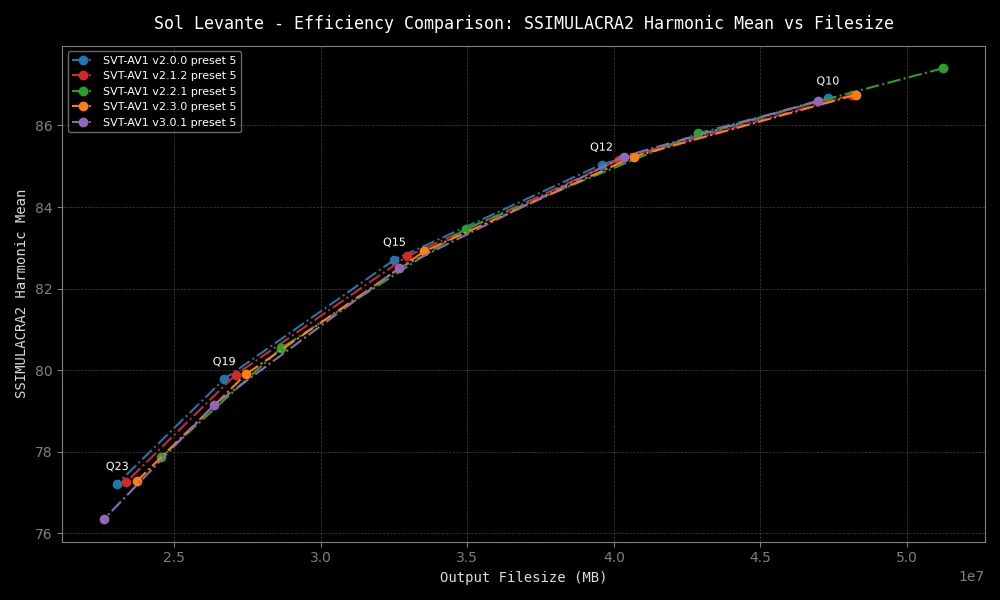 Sol Levante - Efficiency Comparison: SSIMULACRA2 Harmonic Mean vs Filesize
SVT-AV1 v2.0.0 preset 5
SVT-AV1 v2.1.2 preset 5
SVT-AV1 v2.2.1 preset 5
SVT-AV1 v2.3.0 preset 5
SVT-AV1 v3.0.1 preset 5
Q10
Q12
Q15
Q19
Q23
SSIMULACRA2 Harmonic Mean
86
84
82
80
78
76
2.5 3.0 3.5 4.0 4.5 5.0
1e7
Output Filesize (MB)